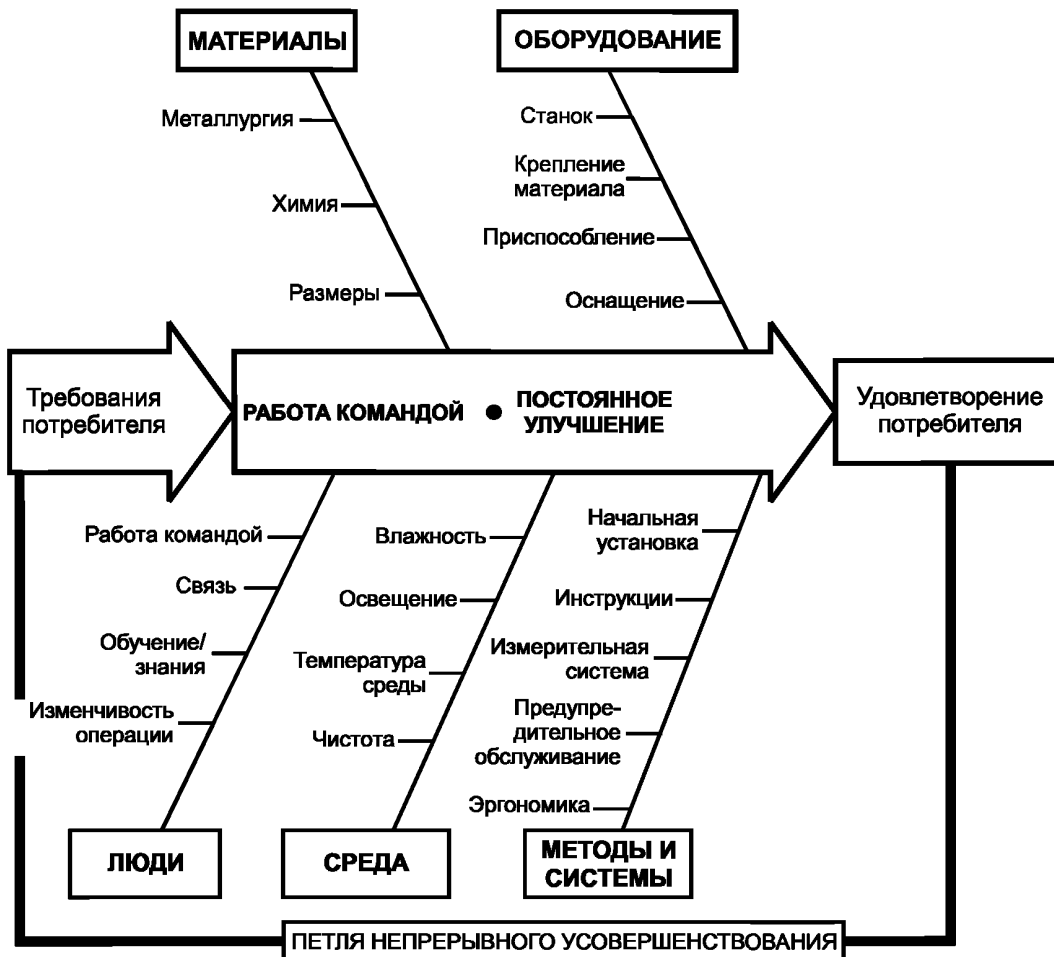 МАТЕРИАЛЫ
ОБОРУДОВАНИЕ
Металлургия
Химия
Размеры
Станок
Крепление
материала
Приспособление
Оснащение
Требования
потребителя
РАБОТА КОМАНДОЙ ●
ПОСТОЯННОЕ
УЛУЧШЕНИЕ
Удовлетворение
потребителя
Работа командой
Связь
Обучение/
знания
Изменчивость
операции
Влажность
Освещение
Температура
среды
Чистота
Начальная
установка
Инструкции
Измерительная
система
Предупре-
дительное
обслуживание
Эргономика
ЛЮДИ
СРЕДА
МЕТОДЫ И
СИСТЕМЫ
ПЕТЛЯ НЕПРЕРЫВНОГО УСОВЕРШЕНСТВОВАНИЯ